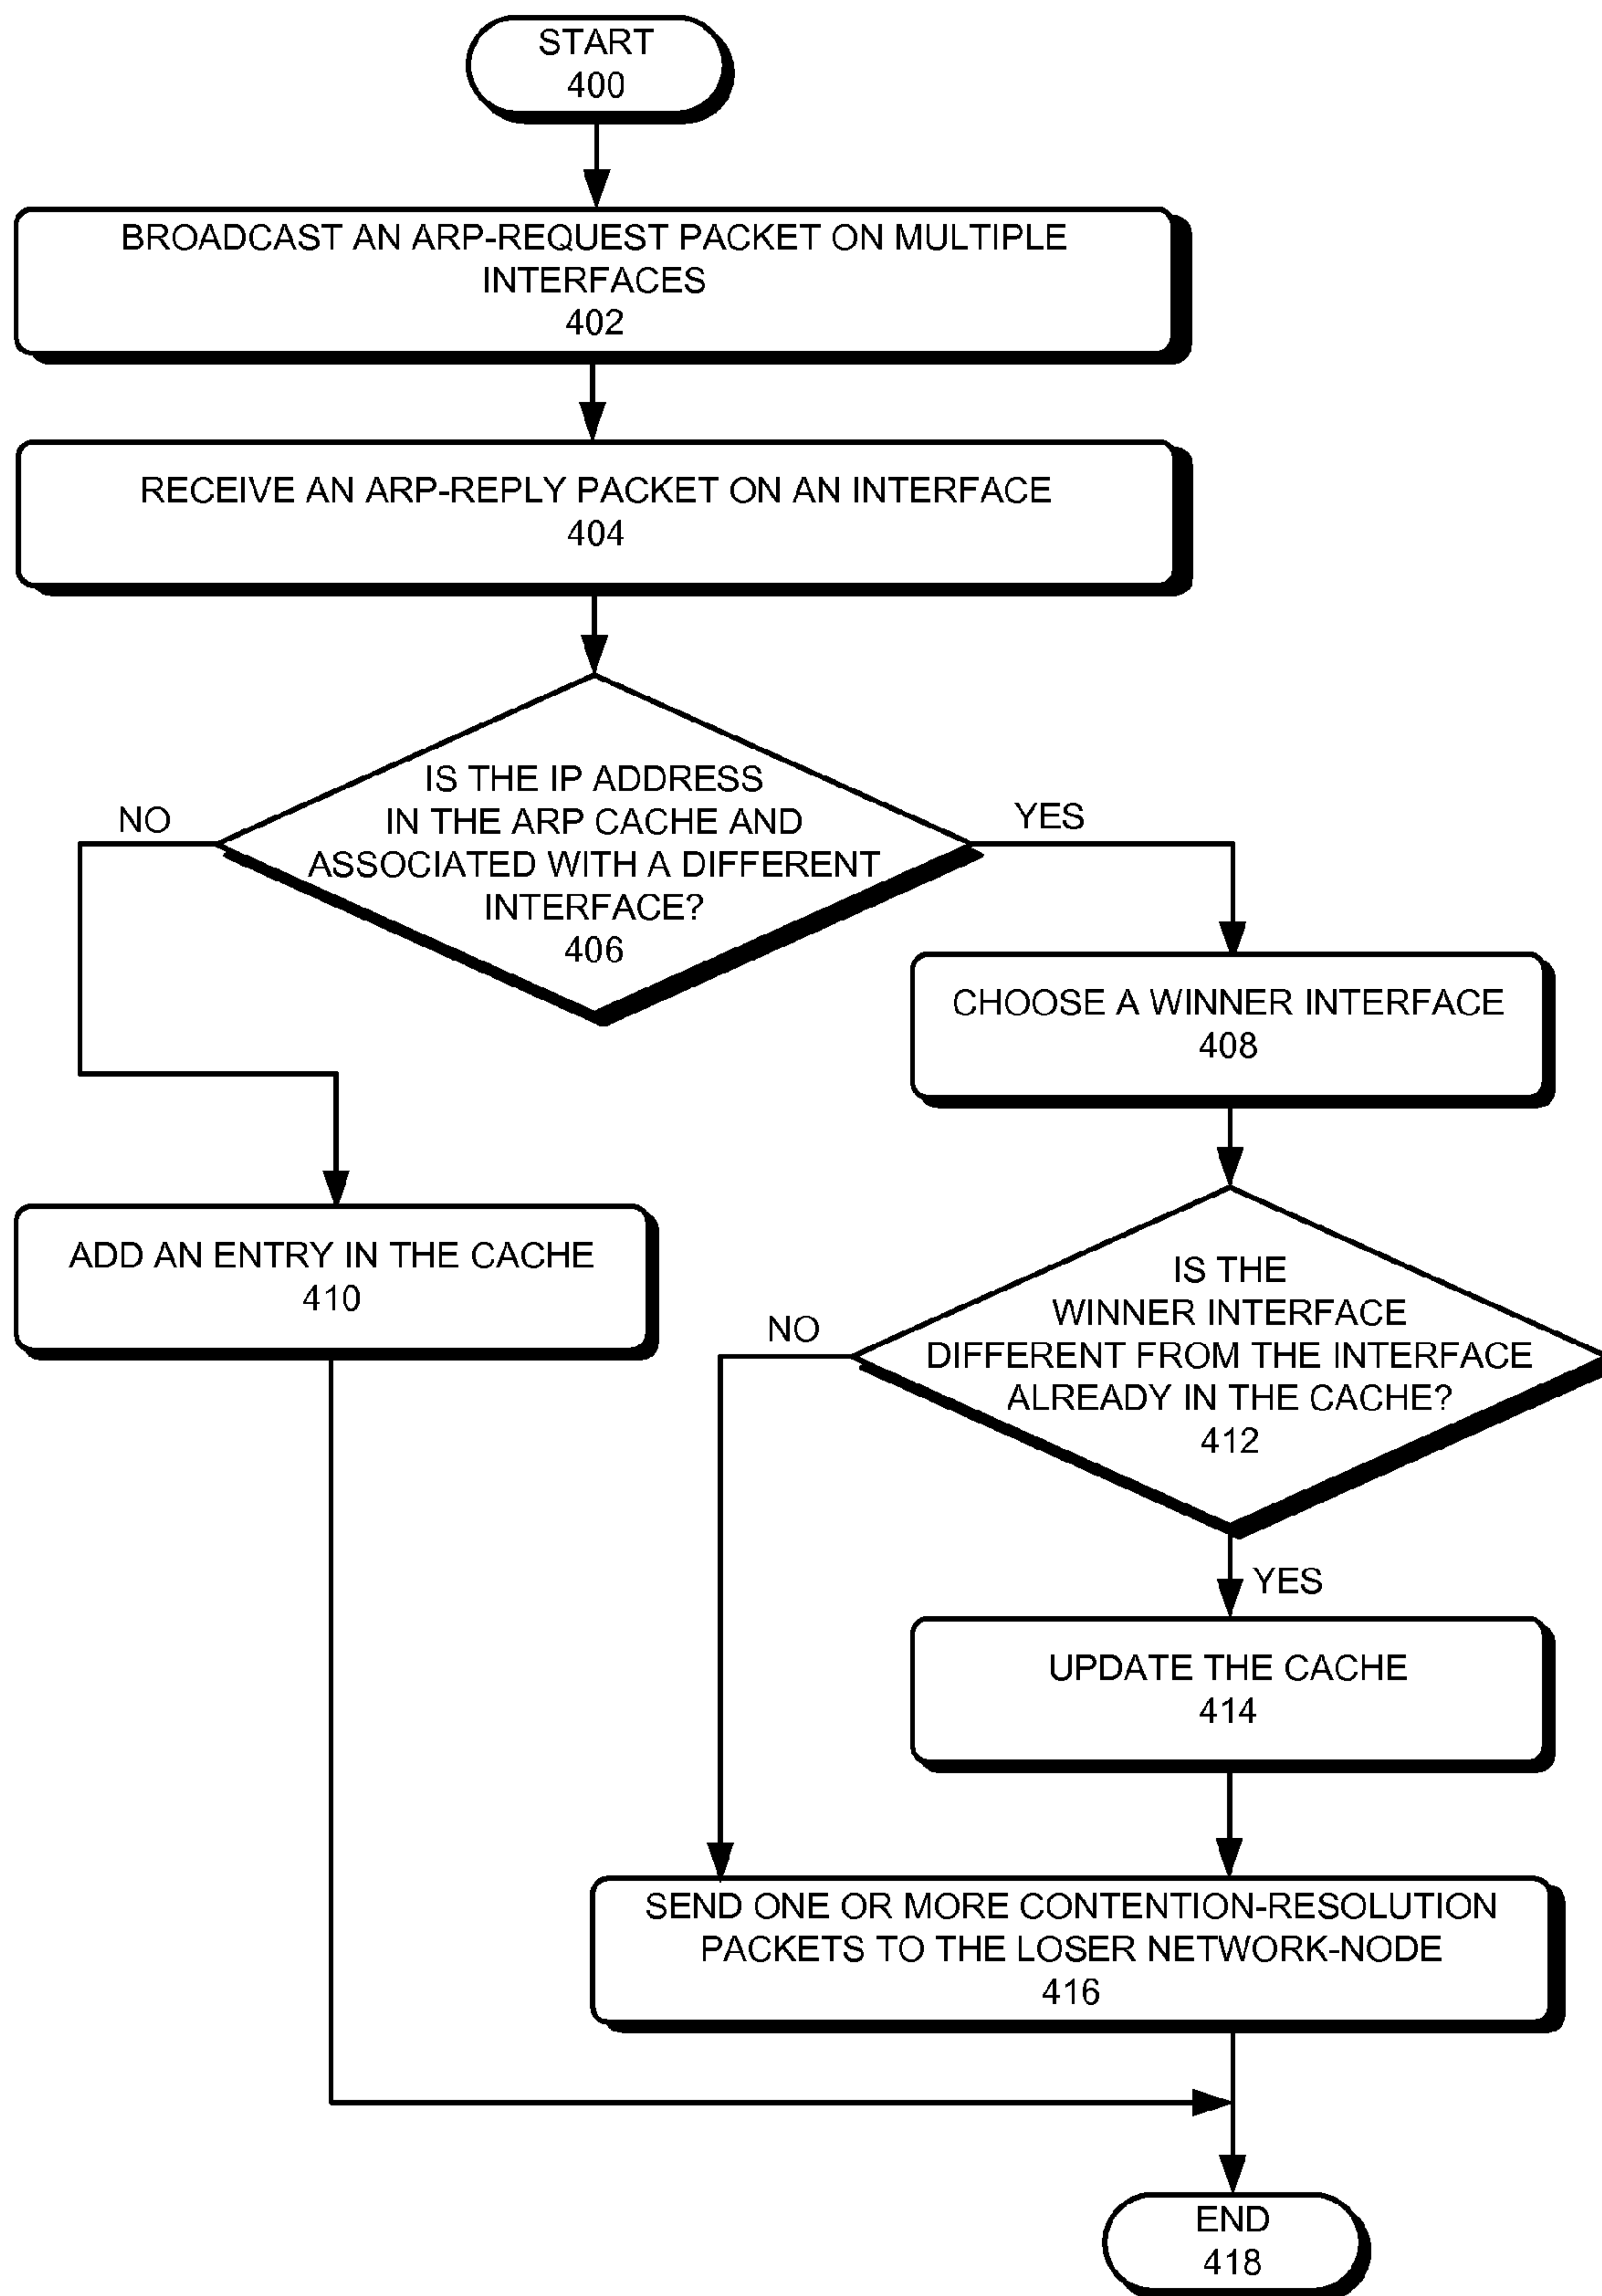 START
400
BROADCAST AN ARP-REQUEST PACKET ON MULTIPLE
INTERFACES
402
RECEIVE AN ARP-REPLY PACKET ON AN INTERFACE
404
IS THE IP ADDRESS
IN THE ARP CACHE AND
ASSOCIATED WITH A DIFFERENT
INTERFACE?
406
NO
YES
CHOOSE A WINNER INTERFACE
408
ADD AN ENTRY IN THE CACHE
410
IS THE
WINNER INTERFACE
DIFFERENT FROM THE INTERFACE
ALREADY IN THE CACHE?
412
NO
YES
UPDATE THE CACHE
414
SEND ONE OR MORE CONTENTION-RESOLUTION
PACKETS TO THE LOSER NETWORK-NODE
416
END
418